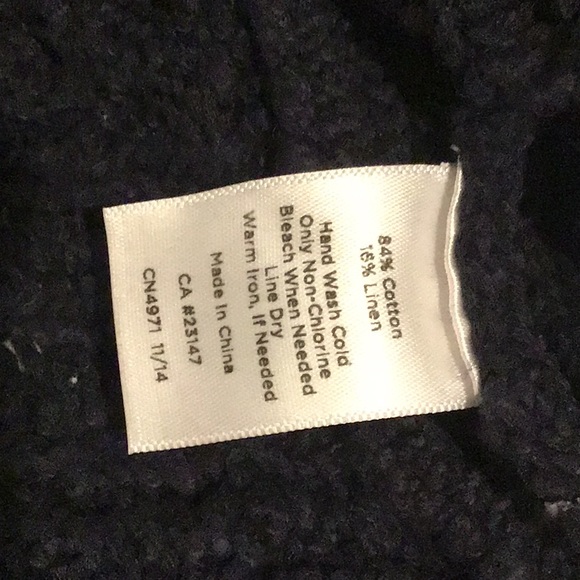 84% Cotton
16% Linen
Hand Wash Cold
Only Non-Chlorine
Bleach When Needed
Line Dry
Warm Iron, If Needed
Made In China
CA #23147
CN4971 11/14